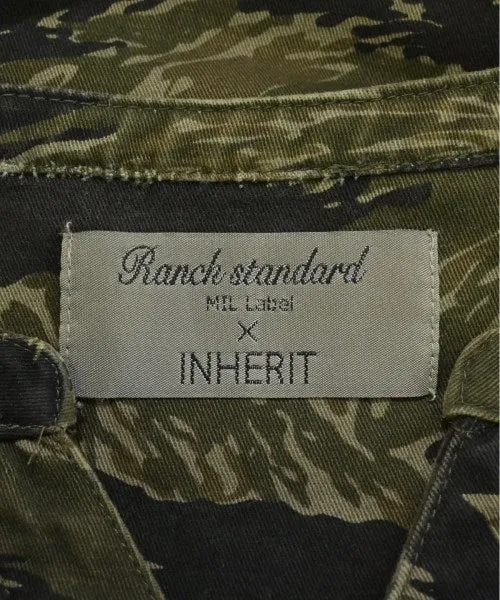 Ranch standard
MIL Label
×
INHERIT